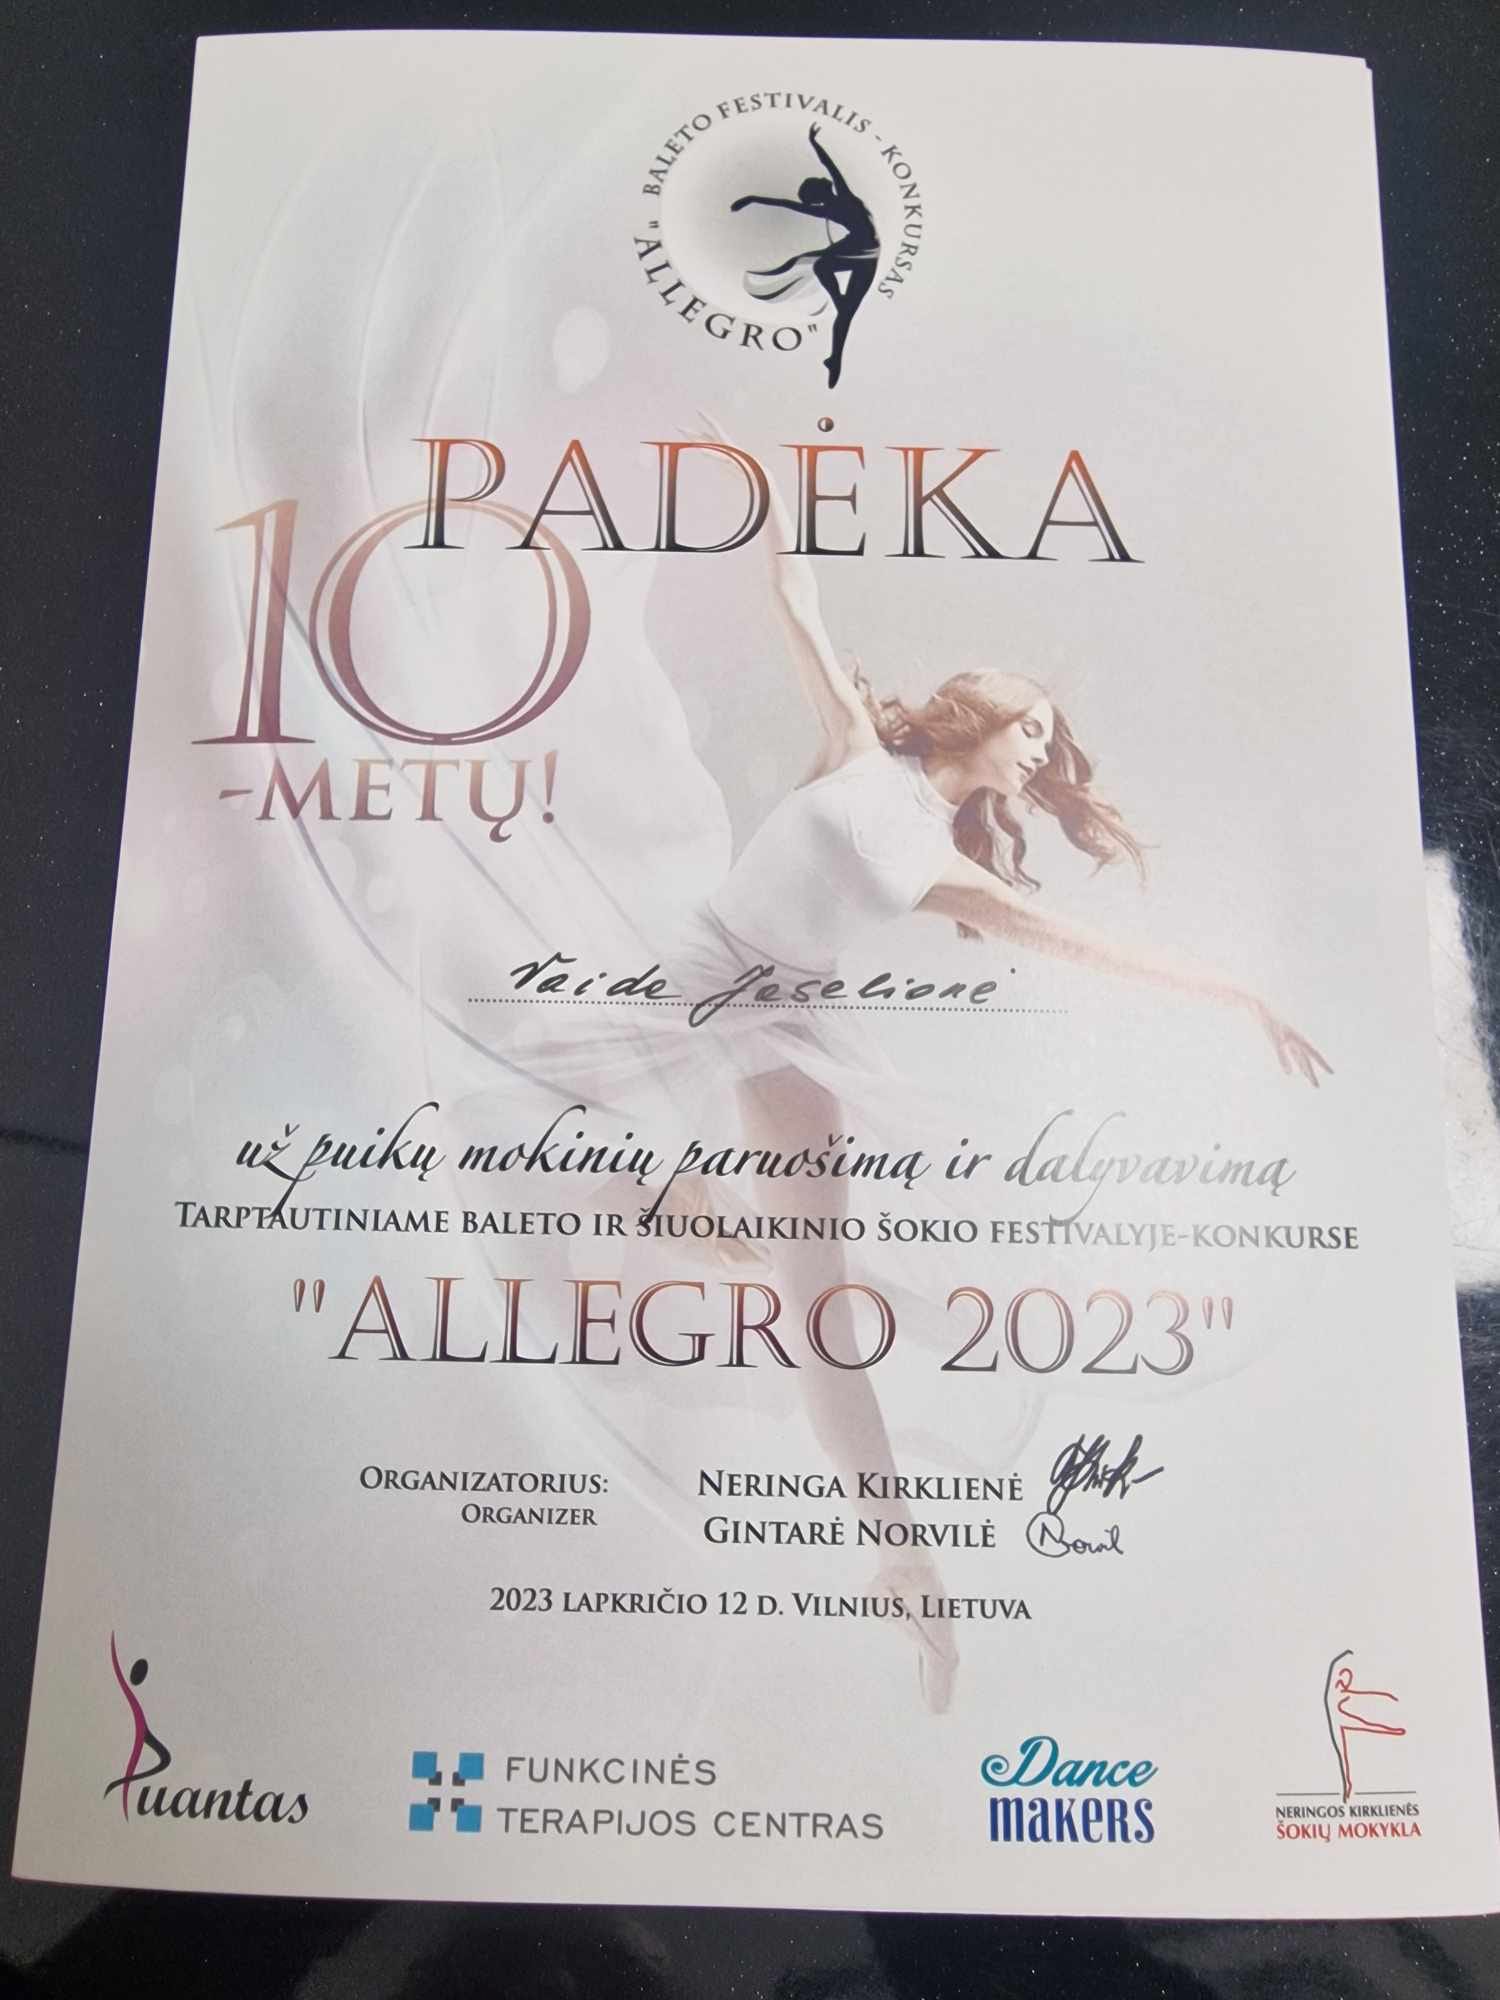 BALETO FESTIVALIS - KONKURSAS
"ALLEGRO"
PADĖKA
10
-METŲ!
Vaida Jaselionė
už puikų mokinių paruošimą ir dalyvavimą
TARPTAUTINIAME BALETO IR ŠIUOLAIKINIO ŠOKIO FESTIVALYJE-KONKURSE
"ALLEGRO 2023"
ORGANIZATORIUS: NERINGA KIRKLIENĖ
ORGANIZER GINTARĖ NORVILĖ
2023 LAPKRIČIO 12 D. VILNIUS, LIETUVA
Puantas
FUNKCINĖS
TERAPIJOS CENTRAS
Dance
MAKERS
NERINGOS KIRKLIENĖS
ŠOKIŲ MOKYKLA